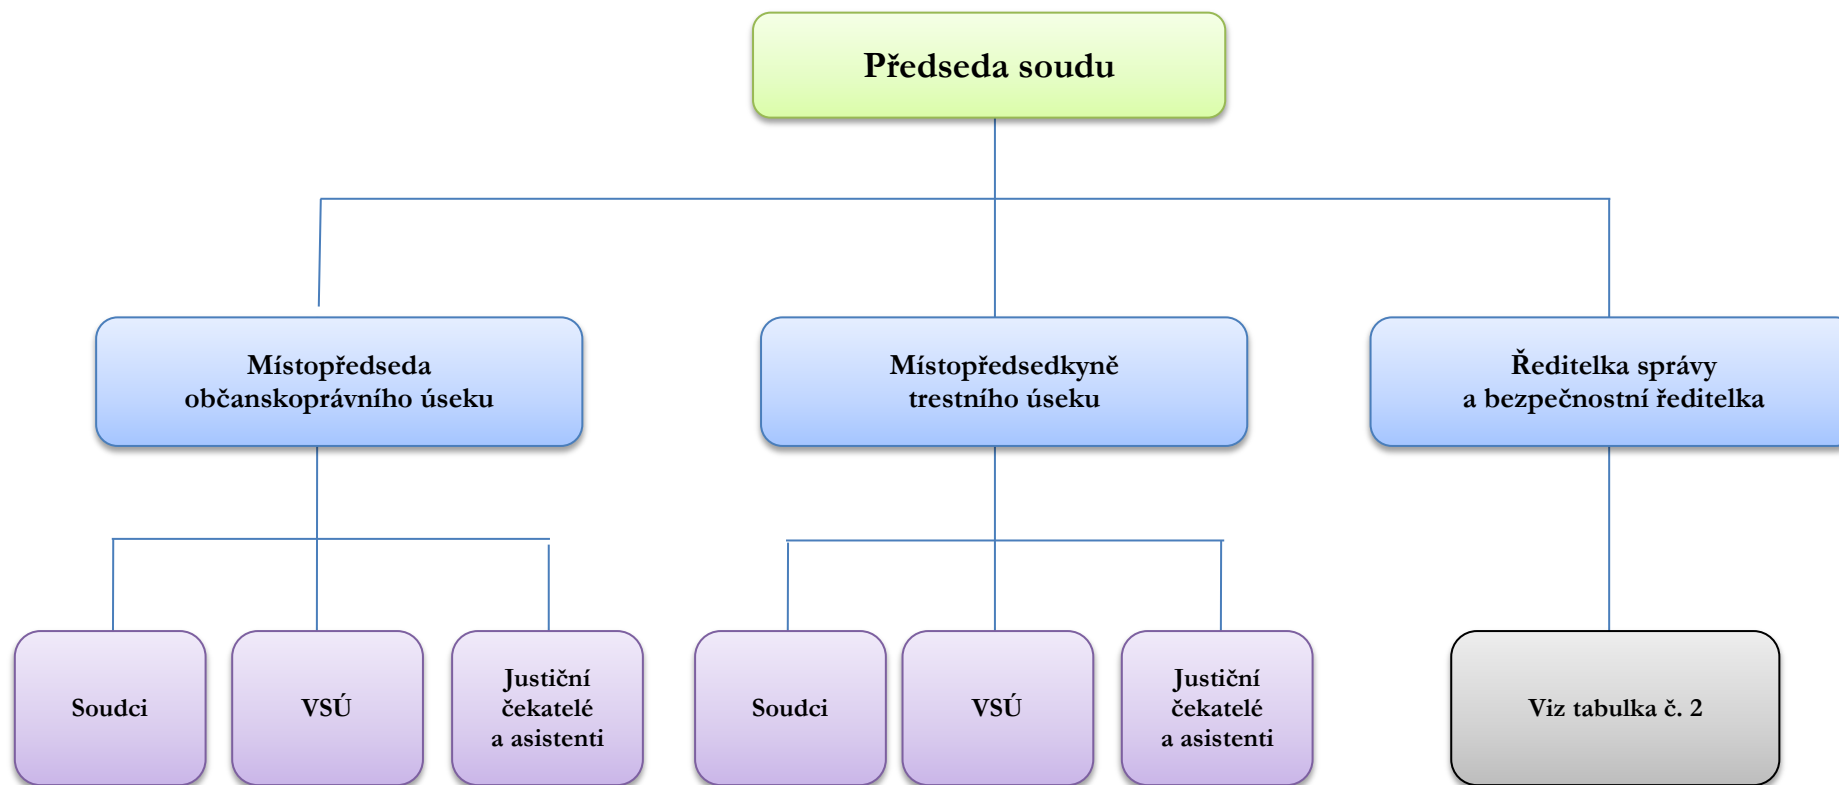 Předseda soudu
Místopředseda
občanskoprávního úseku
Místopředsedkyně
trestního úseku
Ředitelka správy
a bezpečnostní ředitelka
Soudci
VSÚ
Justiční
čekatelé
a asistenti
Soudci
VSÚ
Justiční
čekatelé
a asistenti
Viz tabulka č. 2